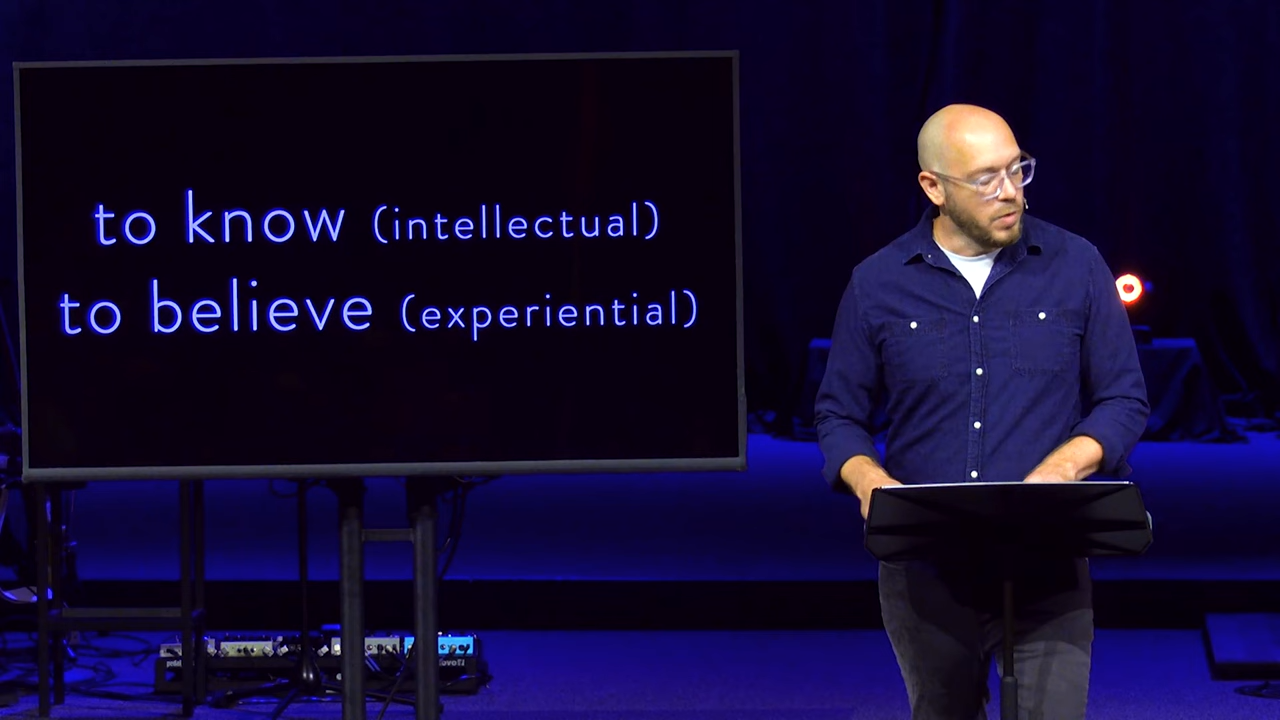 to know (intellectual)
to believe (experiential)